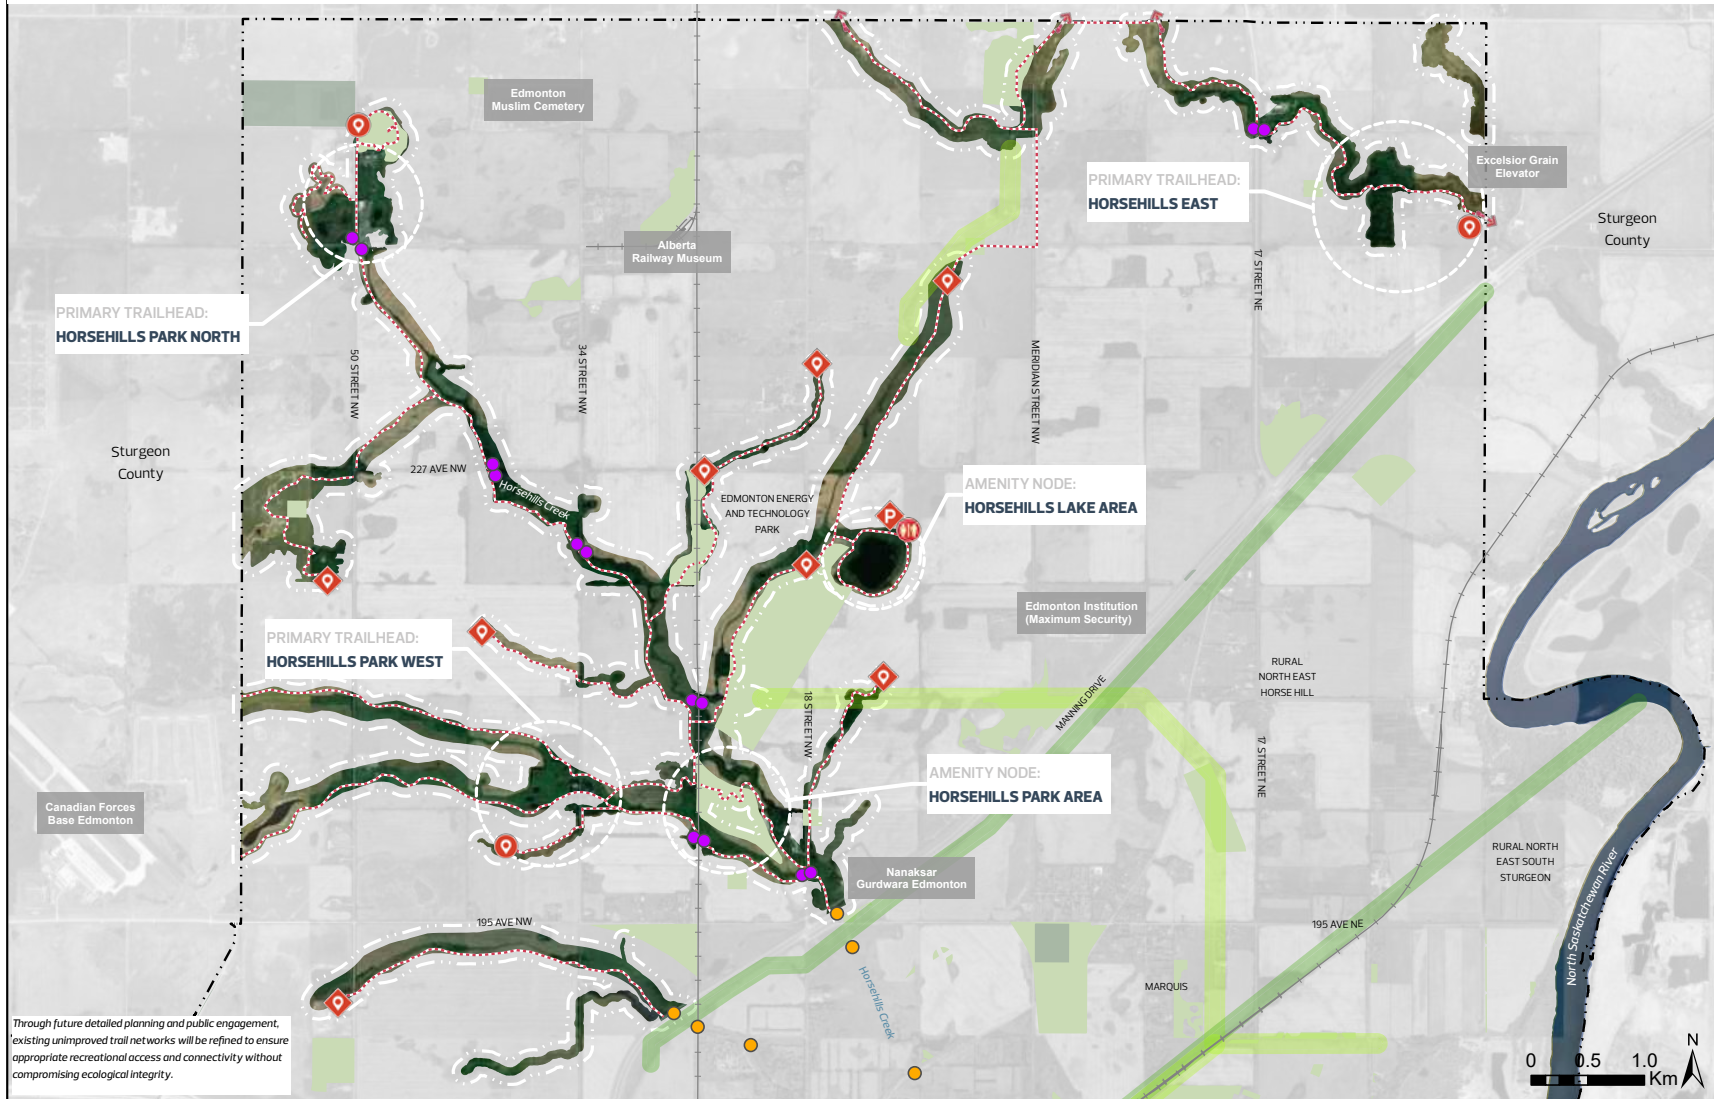 Edmonton
Muslim Cemetery
PRIMARY TRAILHEAD:
HORSEHILLS EAST
Excelsior Grain
Elevator
Sturgeon
County
Alberta
Railway Museum
17 STREET NE
PRIMARY TRAILHEAD:
HORSEHILLS PARK NORTH
50 STREET NW
34 STREET NW
MERIDIAN STREET NW
Sturgeon
County
227 AVE NW
Horsehills Creek
EDMONTON ENERGY
AND TECHNOLOGY
PARK
AMENITY NODE:
HORSEHILLS LAKE AREA
P
Edmonton Institution
(Maximum Security)
PRIMARY TRAILHEAD:
HORSEHILLS PARK WEST
RURAL
NORTH EAST
HORSE HILL
MANNING DRIVE
18 STREET NW
17 STREET NE
AMENITY NODE:
HORSEHILLS PARK AREA
Canadian Forces
Base Edmonton
Nanaksar
Gurdwara Edmonton
RURAL NORTH
EAST SOUTH
STURGEON
195 AVE NW
195 AVE NE
North Saskatchewan River
Horsehills Creek
MARQUIS
Through future detailed planning and public engagement,
existing unimproved trail networks will be refined to ensure
appropriate recreational access and connectivity without
compromising ecological integrity.
N
0 0.5 1.0
Km